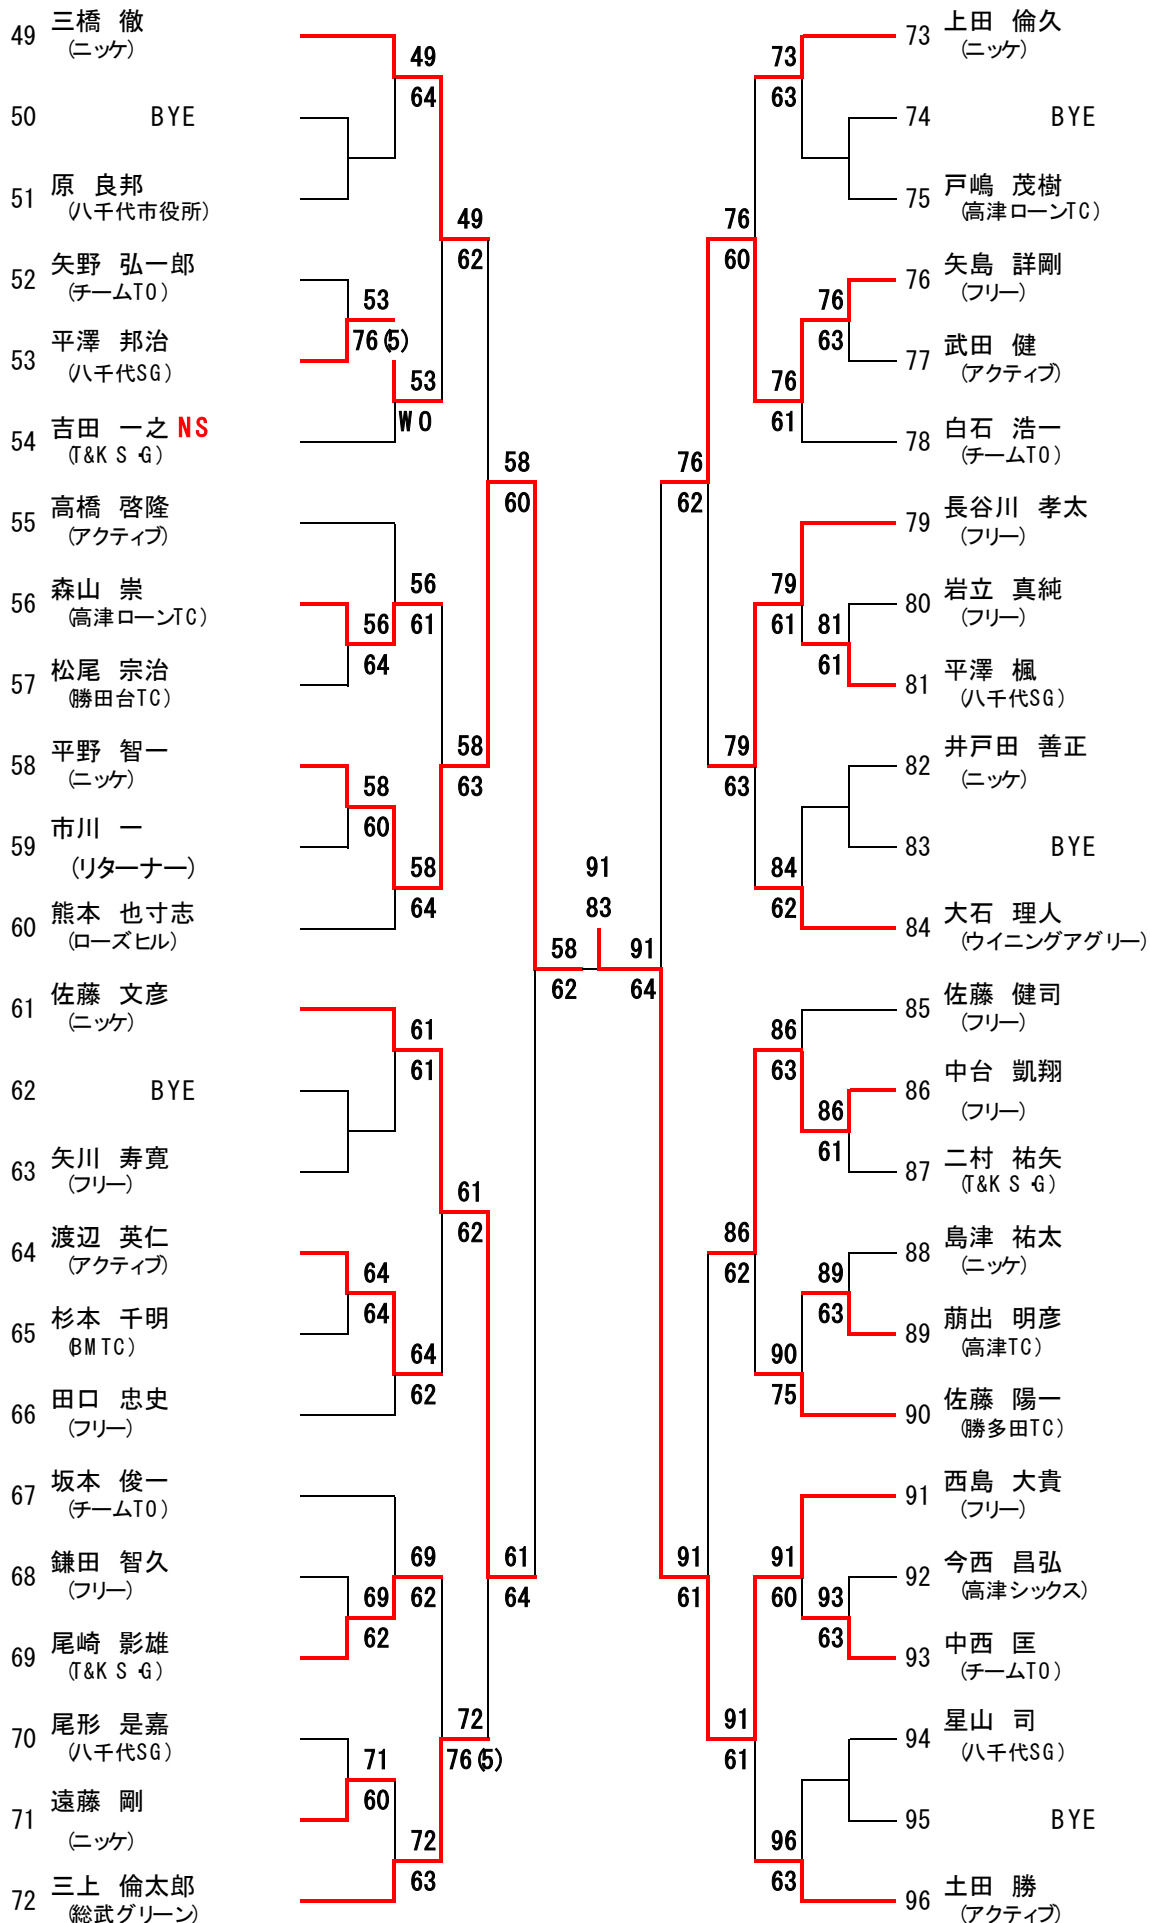 49 三橋 徹
(ニッケ)
50 BYE
51 原 良邦
(八千代市役所)
52 矢野 弘一郎
(チームTO)
53 平澤 邦治
(八千代SG)
54 吉田 一之 NS
(T&K S・G)
55 高橋 啓隆
(アクティブ)
56 森山 崇
(高津ローンTC)
57 松尾 宗治
(勝田台TC)
58 平野 智一
(ニッケ)
59 市川 一
(リターナー)
60 熊本 也寸志
(ローズヒル)
61 佐藤 文彦
(ニッケ)
62 BYE
63 矢川 寿寛
(フリー)
64 渡辺 英仁
(アクティブ)
65 杉本 千明
(BMTC)
66 田口 忠史
(フリー)
67 坂本 俊一
(チームTO)
68 鎌田 智久
(フリー)
69 尾崎 影雄
(T&K S・G)
70 尾形 是嘉
(八千代SG)
71 遠藤 剛
(ニッケ)
72 三上 倫太郎
(総武グリーン)
53
76(5)
56
64
58
60
64
64
69
62
71
60
49
64
53
WO
56
61
58
64
61
61
64
62
69
62
72
63
49
62
58
63
61
62
72
76(5)
58
60
61
64
58
62
91
83
91
64
76
62
91
61
76
60
79
63
86
62
91
61
73
63
76
61
79
61
84
62
86
63
90
75
91
60
96
63
76
63
81
61
86
61
89
63
93
63
73 上田 倫久
(ニッケ)
74 BYE
75 戸嶋 茂樹
(高津ローンTC)
76 矢島 詳剛
(フリー)
77 武田 健
(アクティブ)
78 白石 浩一
(チームTO)
79 長谷川 孝太
(フリー)
80 岩立 真純
(フリー)
81 平澤 楓
(八千代SG)
82 井戸田 善正
(ニッケ)
83 BYE
84 大石 理人
(ウイニングアグリー)
85 佐藤 健司
(フリー)
86 中台 凱翔
(フリー)
87 二村 祐矢
(T&K S・G)
88 島津 祐太
(ニッケ)
89 萠出 明彦
(高津TC)
90 佐藤 陽一
(勝多田TC)
91 西島 大貴
(フリー)
92 今西 昌弘
(高津シックス)
93 中西 匡
(チームTO)
94 星山 司
(八千代SG)
95 BYE
96 土田 勝
(アクティブ)